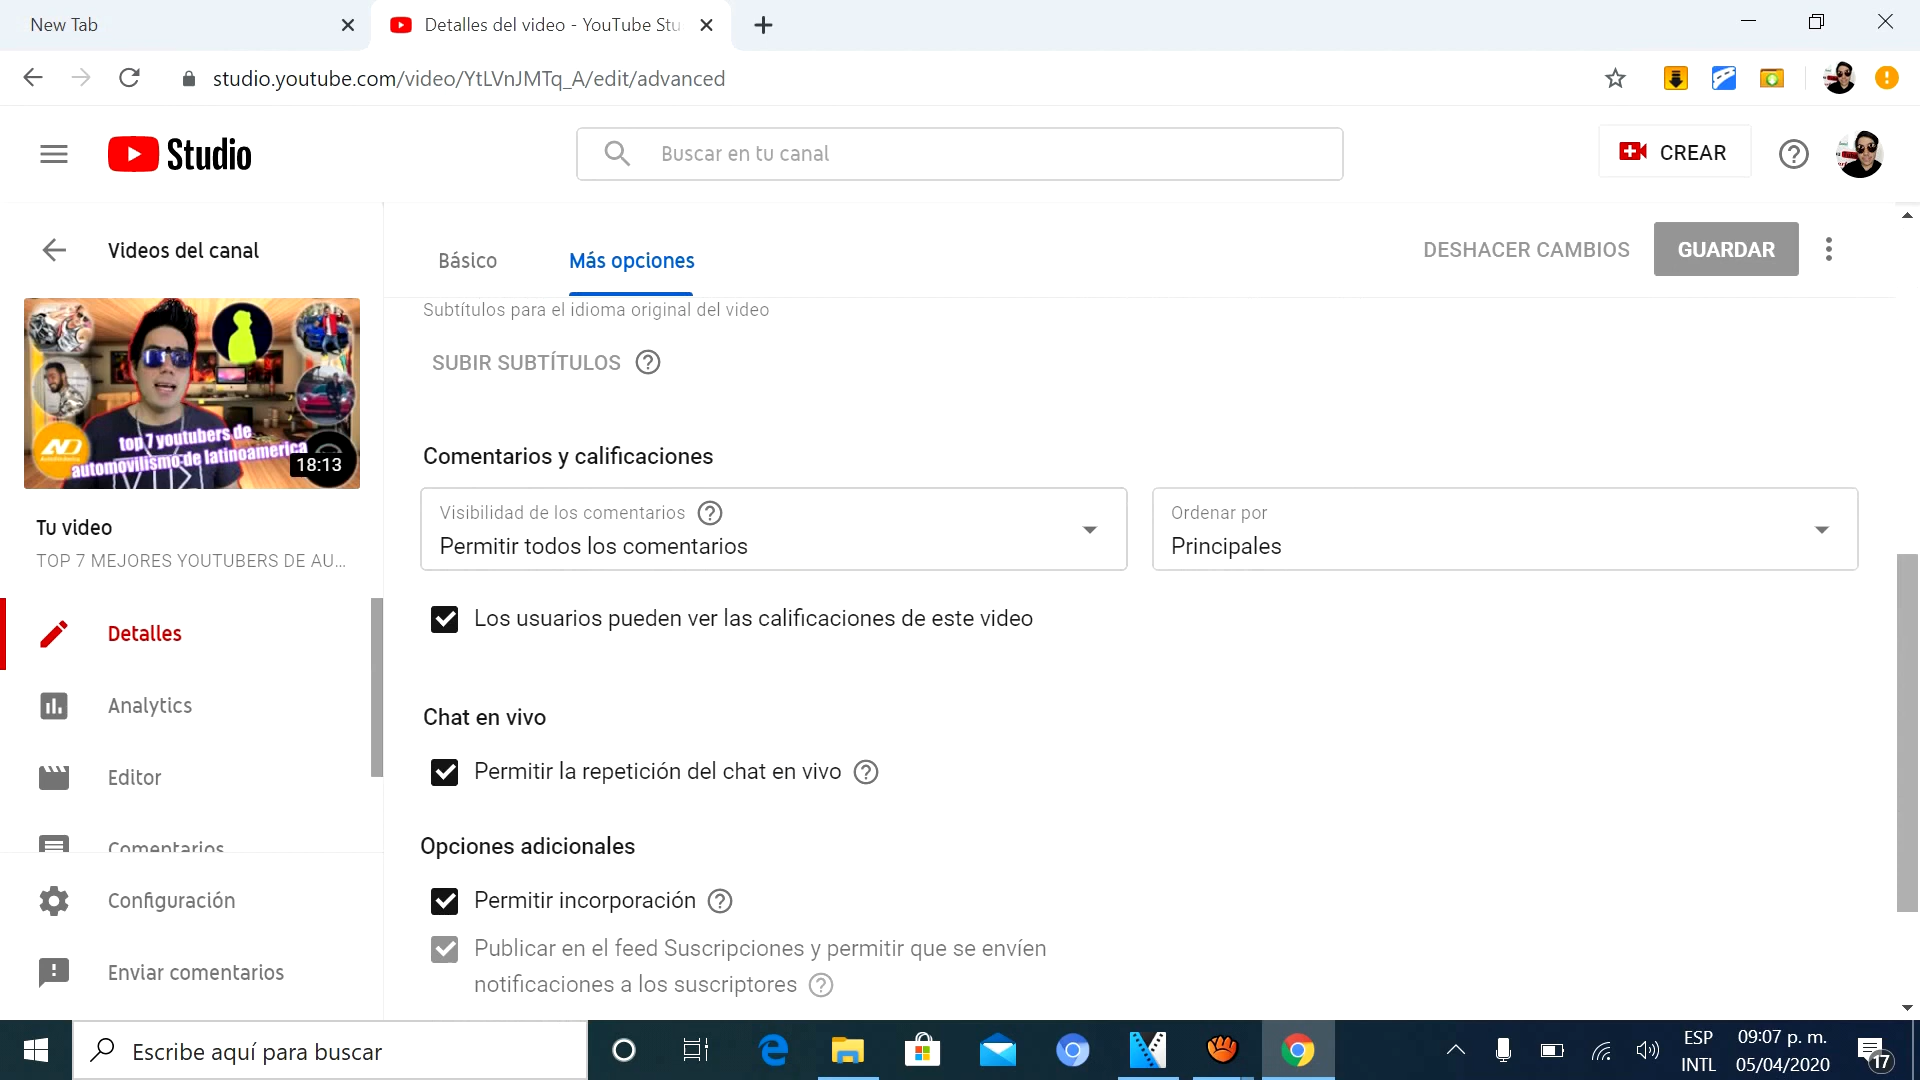 New Tab
Detalles del video - YouTube Stu
studio.youtube.com/video/YtLVnJMTq_A/edit/advanced
Studio
Buscar en tu canal
CREAR
Videos del canal
Básico
Más opciones
DESHACER CAMBIOS
GUARDAR
Subtítulos para el idioma original del video
SUBIR SUBTÍTULOS
top 7 youtubers de
automovilismo de latinoamerica
18:13
Tu video
TOP 7 MEJORES YOUTUBERS DE AU...
Detalles
Analytics
Editor
Comentarios
Configuración
Enviar comentarios
Comentarios y calificaciones
Visibilidad de los comentarios
Permitir todos los comentarios
Ordenar por
Principales
Los usuarios pueden ver las calificaciones de este video
Chat en vivo
Permitir la repetición del chat en vivo
Opciones adicionales
Permitir incorporación
Publicar en el feed Suscripciones y permitir que se envíen
notificaciones a los suscriptores
Escribe aquí para buscar
ESP
INTL
09:07 p. m.
05/04/2020
17